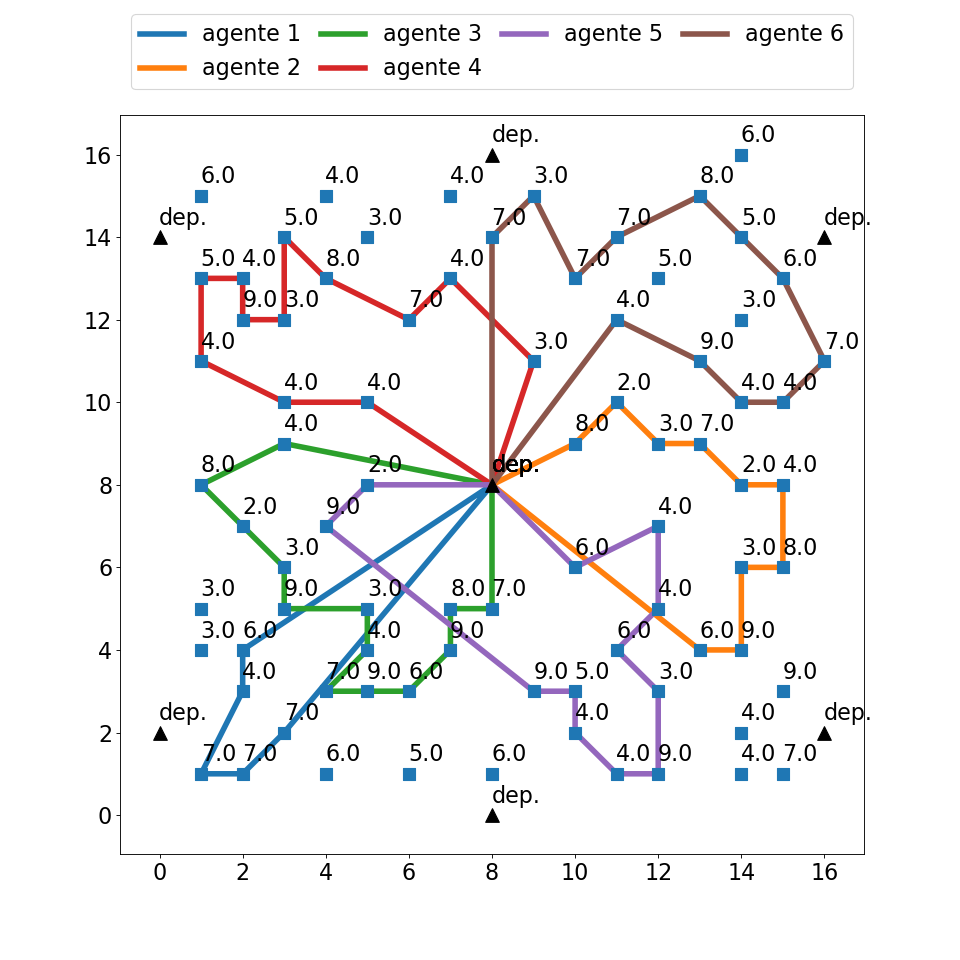 agente 1 agente 3 agente 5 agente 6
agente 2 agente 4
dep. 6.0
16
6.0 4.0 4.0 3.0 8.0
dep. 5.0 3.0 7.0 7.0 5.0 dep.
14
5.0 4.0 8.0 4.0 7.0 5.0 6.0
9.0 3.0 7.0 4.0 3.0
12
4.0 3.0 9.0 7.0
4.0 4.0 2.0 4.0 4.0
10
4.0 8.0 3.0 7.0
8.0 2.0 dep. 2.0 4.0
8
2.0 9.0 4.0
3.0 6.0 3.0 8.0
6
3.0 9.0 3.0 8.0 7.0 4.0
3.0 6.0 4.0 9.0 6.0 6.0 9.0
4
4.0 7.0 9.0 6.0 9.0 5.0 3.0 9.0
dep. 7.0 4.0 4.0 dep.
2
7.0 7.0 6.0 5.0 6.0 4.0 9.0 4.0 7.0
dep.
0
0 2 4 6 8 10 12 14 16